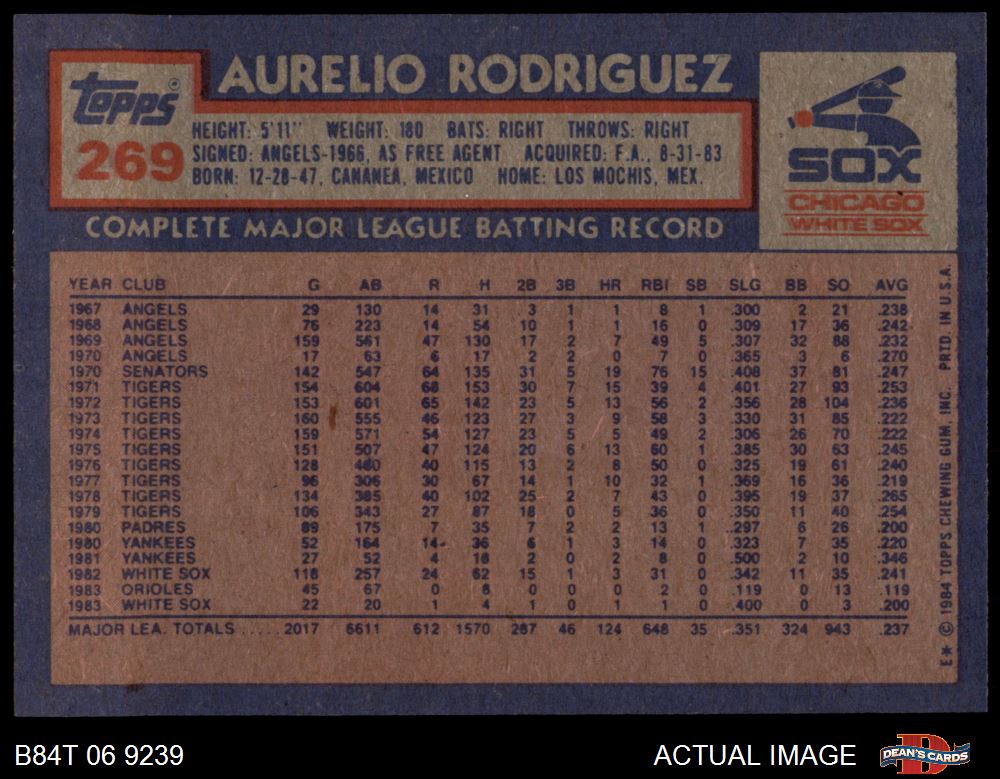 AURELIO RODRIGUEZ
Topps®
269
HEIGHT: 5'11" WEIGHT: 180 BATS: RIGHT THROWS: RIGHT
SIGNED: ANGELS-1966, AS FREE AGENT ACQUIRED: F.A., 8-31-83
BORN: 12-28-47, CANANEA, MEXICO HOME: LOS MOCHIS, MEX.
SOX
CHICAGO
WHITE SOX
COMPLETE MAJOR LEAGUE BATTING RECORD
YEAR CLUB G AB R H 2B 3B HR RBI SB SLG BB SO AVG
1967 ANGELS 29 130 14 31 3 1 1 8 1 .300 2 21 .238
1968 ANGELS 76 223 14 54 10 1 1 16 0 .309 17 36 .242
1969 ANGELS 159 561 47 130 17 2 7 49 5 .307 32 88 .232
1970 ANGELS 17 63 6 17 2 2 0 7 0 .365 3 6 .270
1970 SENATORS 142 547 64 135 31 5 19 76 15 .408 37 81 .247
1971 TIGERS 154 604 68 153 30 7 15 39 4 .401 27 93 .253
1972 TIGERS 153 601 65 142 23 5 13 56 2 .356 28 104 .236
1973 TIGERS 160 555 46 123 27 3 9 58 3 .330 31 85 .222
1974 TIGERS 159 571 54 127 23 5 5 49 2 .306 26 70 .222
1975 TIGERS 151 507 47 124 20 6 13 60 1 .385 30 63 .245
1976 TIGERS 128 480 40 115 13 2 8 50 0 .325 19 61 .240
1977 TIGERS 96 306 30 67 14 1 10 32 1 .369 16 36 .219
1978 TIGERS 134 385 40 102 25 2 7 43 0 .395 19 37 .265
1979 TIGERS 106 343 27 87 18 0 5 36 0 .350 11 40 .254
1980 PADRES 89 175 7 35 7 2 2 13 1 .297 6 26 .200
1980 YANKEES 52 164 14 36 6 1 3 14 0 .323 7 35 .220
1981 YANKEES 27 52 4 18 2 0 2 8 0 .500 2 10 .346
1982 WHITE SOX 118 257 24 62 15 1 3 31 0 .342 11 35 .241
1983 ORIOLES 45 67 0 8 0 0 0 2 0 .119 0 13 .119
1983 WHITE SOX 22 20 1 4 1 0 1 1 0 .400 0 3 .200
MAJOR LEA. TOTALS ..... 2017 6611 612 1570 287 46 124 648 35 .351 324 943 .237
E* © 1984 TOPPS CHEWING GUM, INC. PRTD. IN U.S.A.
B84T 06 9239
ACTUAL IMAGE
DEAN'S CARDS